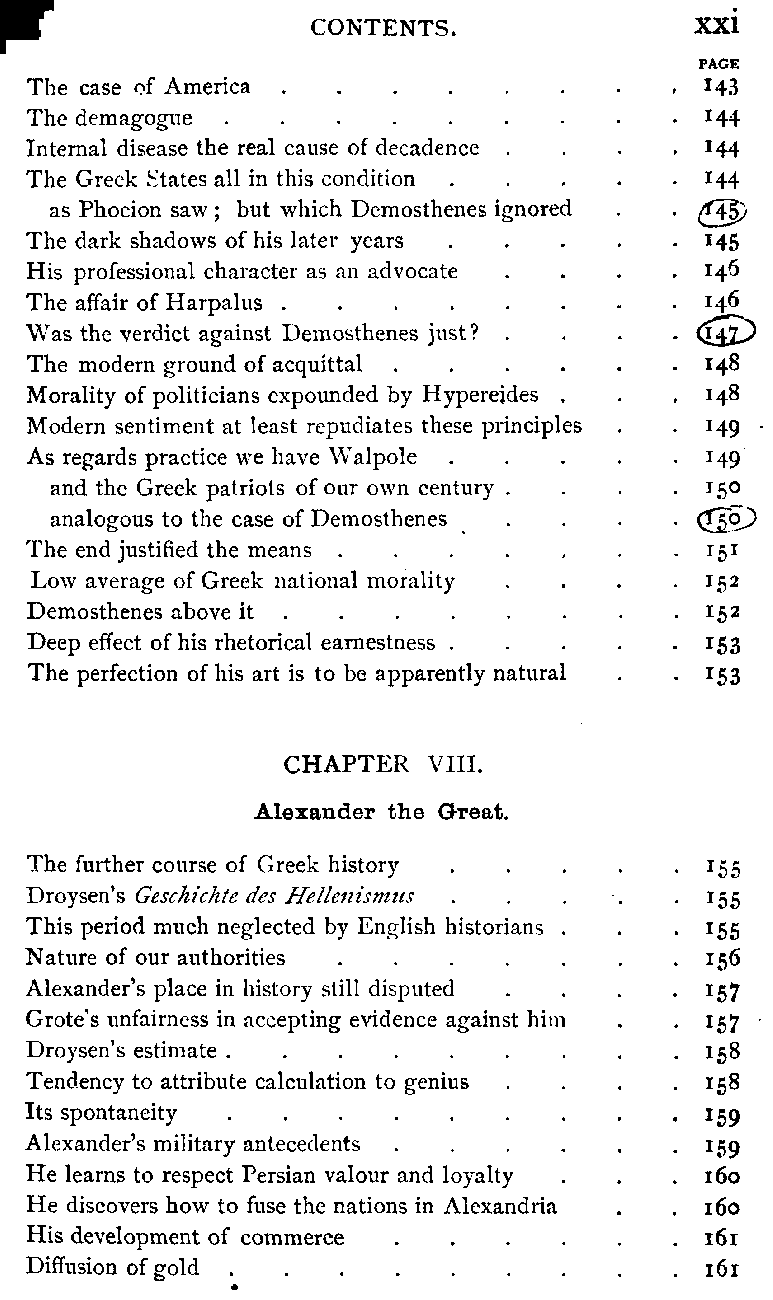 CONTENTS. xxi
PAGE
The case of America . . . . . . . . 143
The demagogue . . . . . . . . . 144
Internal disease the real cause of decadence . . . . 144
The Greek States all in this condition . . . . . 144
as Phocion saw ; but which Demosthenes ignored . . 145
The dark shadows of his later years . . . . . 145
His professional character as an advocate . . . . 146
The affair of Harpalus . . . . . . . . 146
Was the verdict against Demosthenes just? . . . . 147
The modern ground of acquittal . . . . . . 148
Morality of politicians expounded by Hypereides . . . 148
Modern sentiment at least repudiates these principles . . 149
As regards practice we have Walpole . . . . . 149
and the Greek patriots of our own century . . . . 150
analogous to the case of Demosthenes . . . . 150
The end justified the means . . . . . . . 151
Low average of Greek national morality . . . . 152
Demosthenes above it . . . . . . . . 152
Deep effect of his rhetorical earnestness . . . . . 153
The perfection of his art is to be apparently natural . . 153
CHAPTER VIII.
Alexander the Great.
The further course of Greek history . . . . . 155
Droysen's Geschichte des Hellenismus . . . . . 155
This period much neglected by English historians . . . 155
Nature of our authorities . . . . . . . 156
Alexander's place in history still disputed . . . . 157
Grote's unfairness in accepting evidence against him . . 157
Droysen's estimate . . . . . . . . . 158
Tendency to attribute calculation to genius . . . . 158
Its spontaneity . . . . . . . . . 159
Alexander's military antecedents . . . . . . 159
He learns to respect Persian valour and loyalty . . . 160
He discovers how to fuse the nations in Alexandria . . 160
His development of commerce . . . . . . 161
Diffusion of gold . . . . . . . . . 161